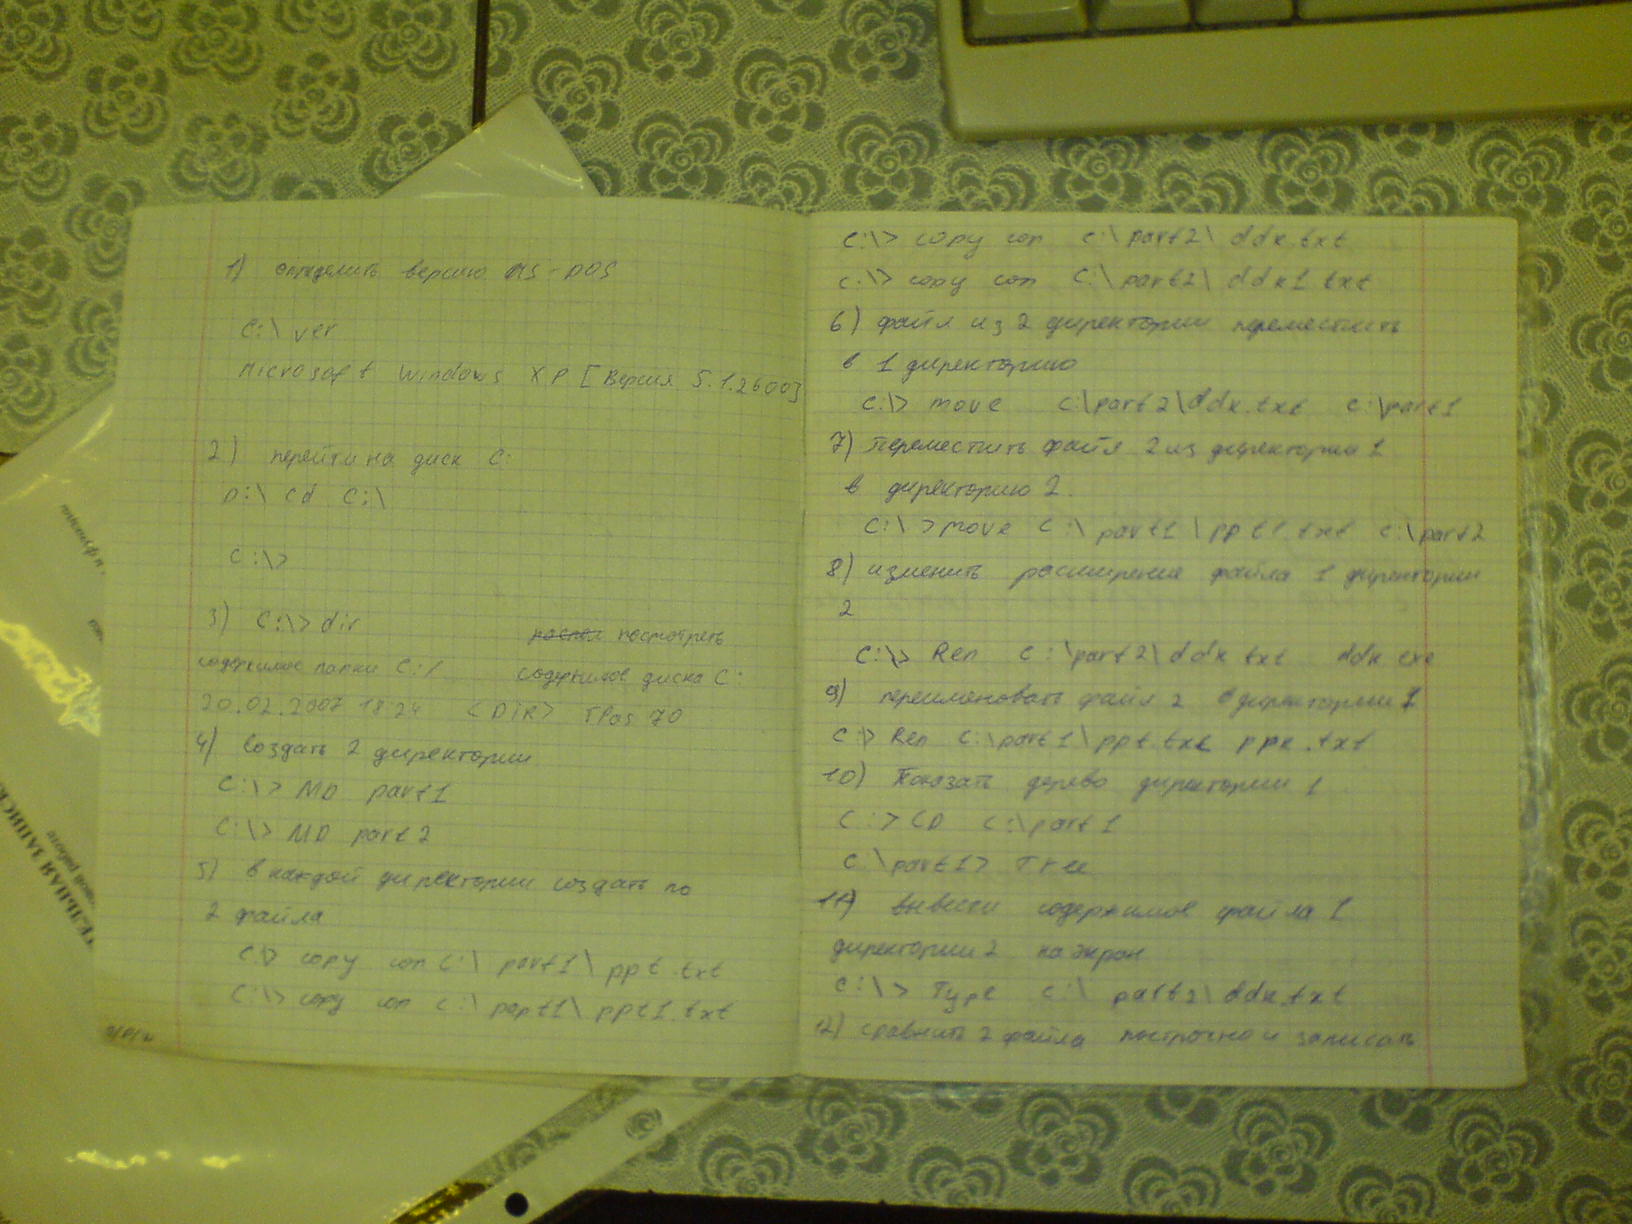 1) определить версию MS-DOS
C:\ ver
Microsoft Windows XP [Версия 5.1.2600]
2) перейти на диск C:
D:\ cd C:\
C:\>
3) C:\> dir посмотреть
содержимое папки C:/ содержимое диска C:
20.02.2007 18:24 <DIR> TPas 70
4) Создать 2 директории
C:\> MD part1
C:\> MD part2
5) в каждой директории создать по
2 файла
C:\> copy con C:\ part1\ ppt.txt
C:\> copy con c:\ papt1\ ppt1.txt
C:\> copy con c:\ part2\ ddx.txt
c:\> copy con C:\ part2\ ddx1.txt
6) файл из 2 директории переместить
в 1 директорию
C:\> move c:\part2\ddx.txt c:\part1
7) Переместить файл 2 из директории 1
в директорию 2.
C:\ >move C:\ part1 \ppt1.txt c:\part2
8) изменить расширение файла 1 директории
2
C:\> Ren C:\part2\ddx txt ddx exe
9) переименовать файл 2 в директории 1
C:> Ren C:\part1\ppt.txt ppx.txt
10) Показать дерево директории 1
C:> CD C:\part1
C:\part1> Tree
11) вывести содержимое файла 1
директории 2 на экран
C:\> Type c:\ part2\ddx.txt
12) сравнить 2 файла построчно и записать
ТЕЛЬНАЯ ЗАПИСК